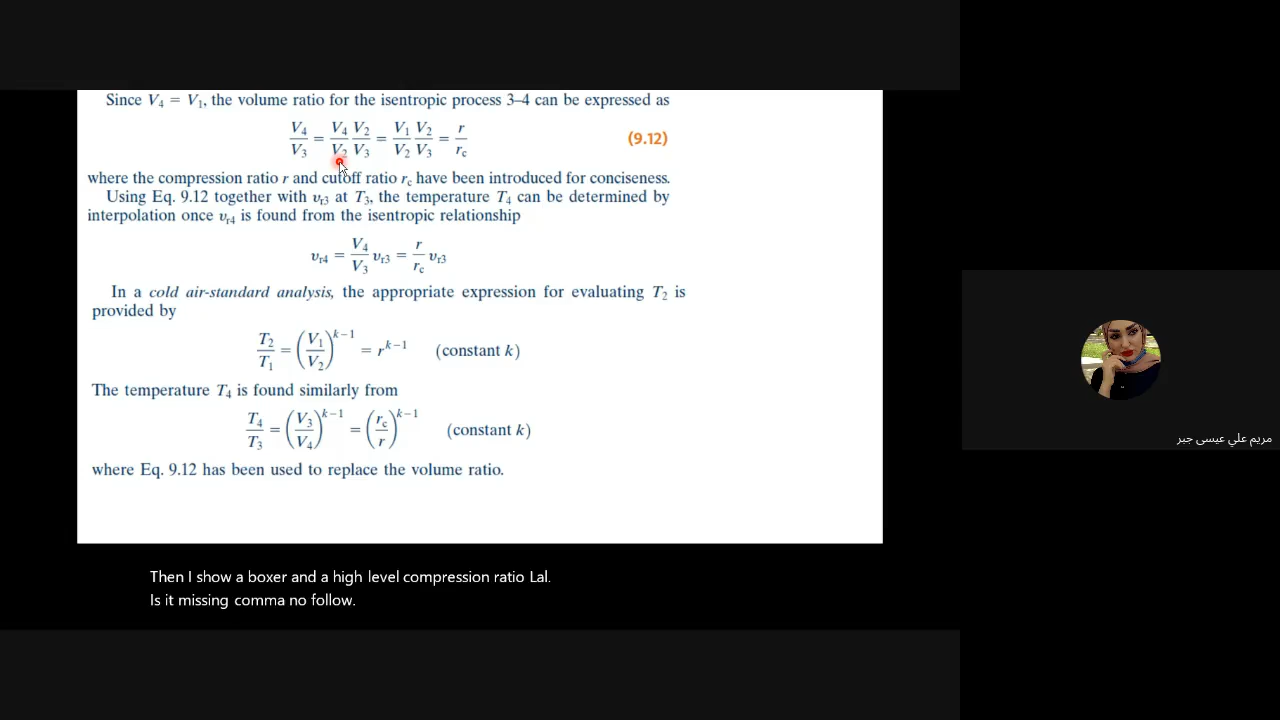 Since V₄ = V₁, the volume ratio for the isentropic process 3–4 can be expressed as
V₄/V₃ = V₄/V₂ V₂/V₃ = V₁/V₂ V₂/V₃ = r/r_c (9.12)
where the compression ratio r and cutoff ratio r_c have been introduced for conciseness.
Using Eq. 9.12 together with v_r3 at T₃, the temperature T₄ can be determined by
interpolation once v_r4 is found from the isentropic relationship
v_r4 = V₄/V₃ v_r3 = r/r_c v_r3
In a cold air-standard analysis, the appropriate expression for evaluating T₂ is
provided by
T₂/T₁ = (V₁/V₂)^(k−1) = r^(k−1) (constant k)
The temperature T₄ is found similarly from
T₄/T₃ = (V₃/V₄)^(k−1) = (r_c/r)^(k−1) (constant k)
where Eq. 9.12 has been used to replace the volume ratio.
مريم علي عيسى جبر
Then I show a boxer and a high level compression ratio Lal.
Is it missing comma no follow.